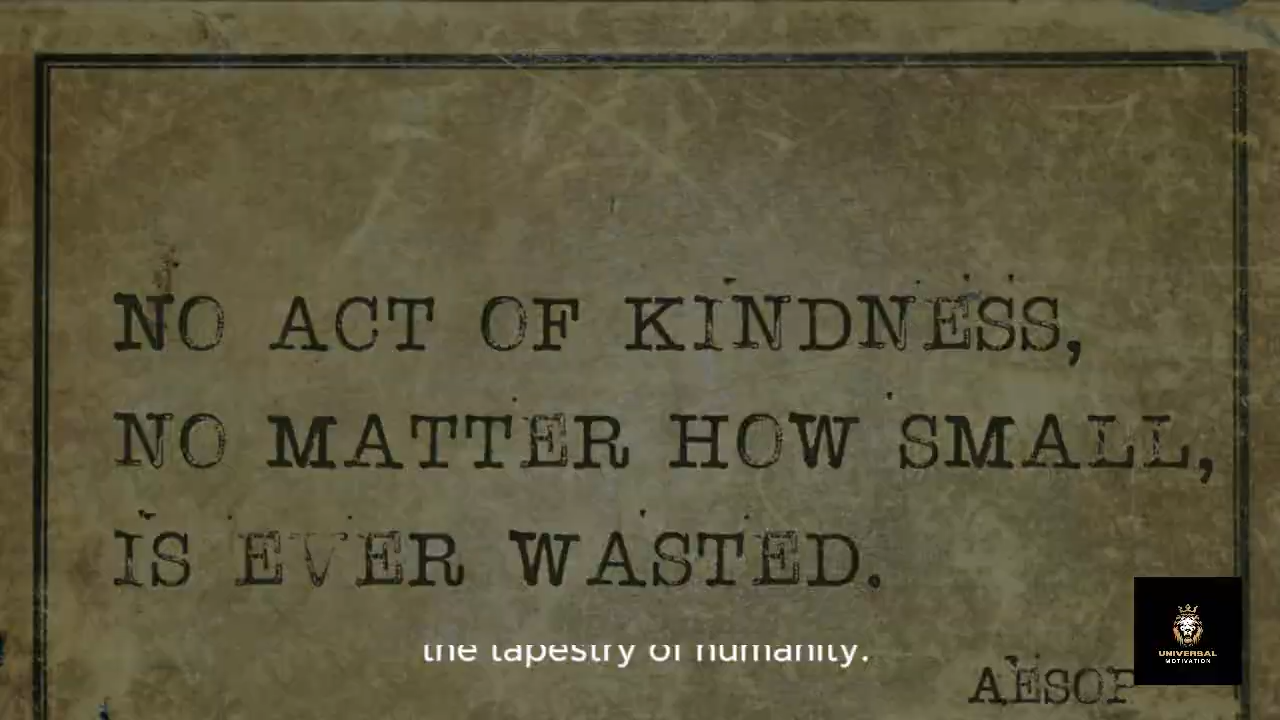 NO ACT OF KINDNESS,
NO MATTER HOW SMALL,
IS EVER WASTED.
the tapestry of humanity.
AESOP
UNIVERSAL
MOTIVATION